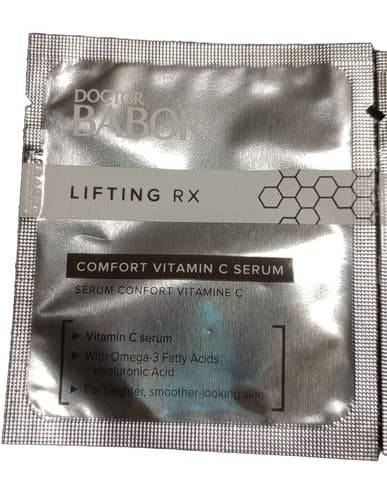 DOCTOR
BABOR
LIFTING RX
COMFORT VITAMIN C SERUM
SÉRUM CONFORT VITAMINE C
▶ Vitamin C serum
▶ With Omega-3 Fatty Acids
+ Hyaluronic Acid
▶ For brighter, smoother-looking skin